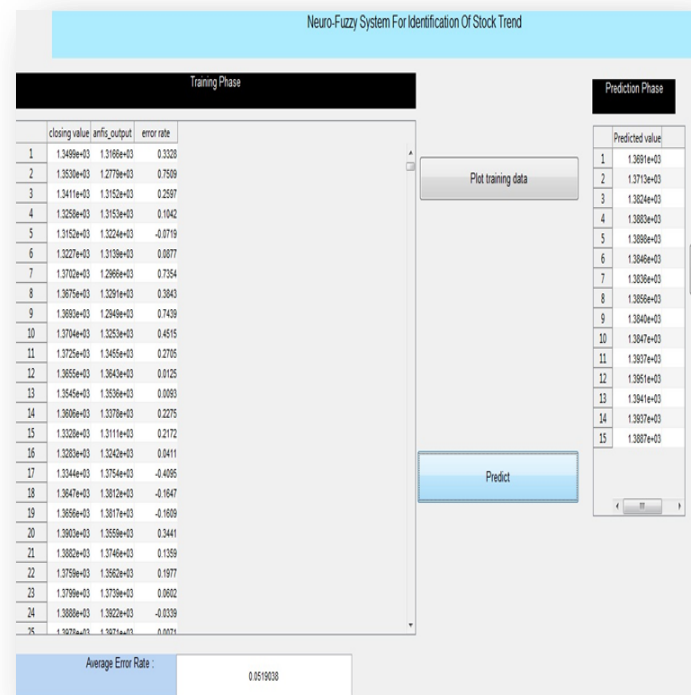 Neuro-Fuzzy System For Identification Of Stock Trend
Training Phase
closing value anfis_output error rate
1 1.3499e+03 1.3166e+03 0.3328
2 1.3530e+03 1.2779e+03 0.7509
3 1.3411e+03 1.3152e+03 0.2597
4 1.3258e+03 1.3153e+03 0.1042
5 1.3152e+03 1.3224e+03 -0.0719
6 1.3227e+03 1.3139e+03 0.0877
7 1.3702e+03 1.2966e+03 0.7354
8 1.3675e+03 1.3291e+03 0.3843
9 1.3693e+03 1.2949e+03 0.7439
10 1.3704e+03 1.3253e+03 0.4515
11 1.3725e+03 1.3455e+03 0.2705
12 1.3655e+03 1.3643e+03 0.0125
13 1.3545e+03 1.3536e+03 0.0093
14 1.3606e+03 1.3378e+03 0.2275
15 1.3328e+03 1.3111e+03 0.2172
16 1.3283e+03 1.3242e+03 0.0411
17 1.3344e+03 1.3754e+03 -0.4095
18 1.3647e+03 1.3812e+03 -0.1647
19 1.3656e+03 1.3817e+03 -0.1609
20 1.3903e+03 1.3559e+03 0.3441
21 1.3882e+03 1.3746e+03 0.1359
22 1.3759e+03 1.3562e+03 0.1977
23 1.3799e+03 1.3739e+03 0.0602
24 1.3888e+03 1.3922e+03 -0.0339
25 1.3978e+03 1.3971e+03 0.0071
Plot training data
Predict
Prediction Phase
Predicted value
1 1.3691e+03
2 1.3713e+03
3 1.3824e+03
4 1.3883e+03
5 1.3898e+03
6 1.3846e+03
7 1.3836e+03
8 1.3856e+03
9 1.3840e+03
10 1.3847e+03
11 1.3937e+03
12 1.3951e+03
13 1.3941e+03
14 1.3937e+03
15 1.3887e+03
Average Error Rate :
0.0519038